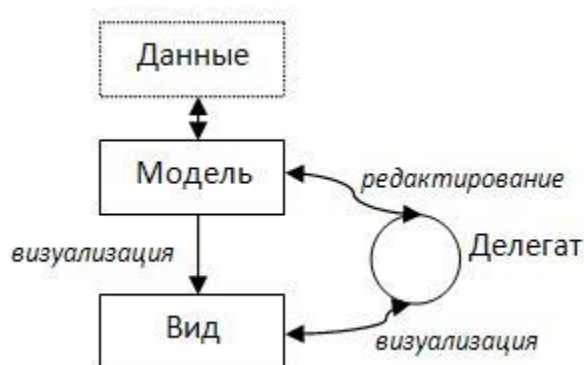 Данные
Модель
редактирование
визуализация
Делегат
Вид
визуализация